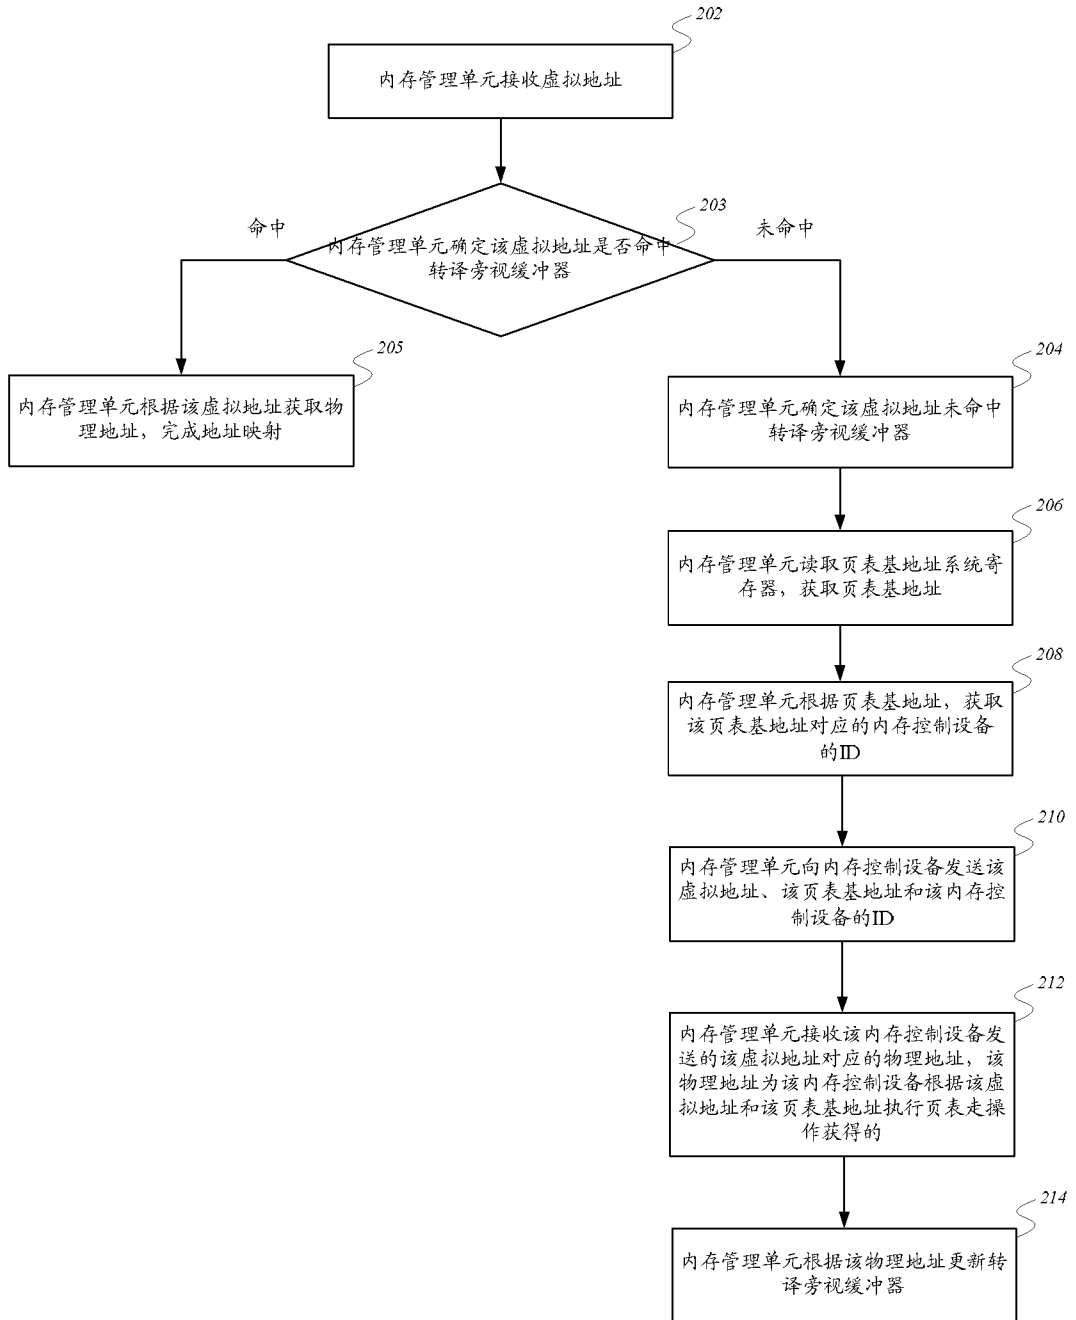 202
内存管理单元接收虚拟地址
203
命中
未命中
内存管理单元确定该虚拟地址是否命中
转译旁视缓冲器
205
内存管理单元根据该虚拟地址获取物
理地址，完成地址映射
204
内存管理单元确定该虚拟地址未命中
转译旁视缓冲器
206
内存管理单元读取页表基地址系统寄
存器，获取页表基地址
208
内存管理单元根据页表基地址，获取
该页表基地址对应的内存控制设备
的ID
210
内存管理单元向内存控制设备发送该
虚拟地址、该页表基地址和该内存控
制设备的ID
212
内存管理单元接收该内存控制设备发
送的该虚拟地址对应的物理地址，该
物理地址为该内存控制设备根据该虚
拟地址和该页表基地址执行页表走操
作获得的
214
内存管理单元根据该物理地址更新转
译旁视缓冲器